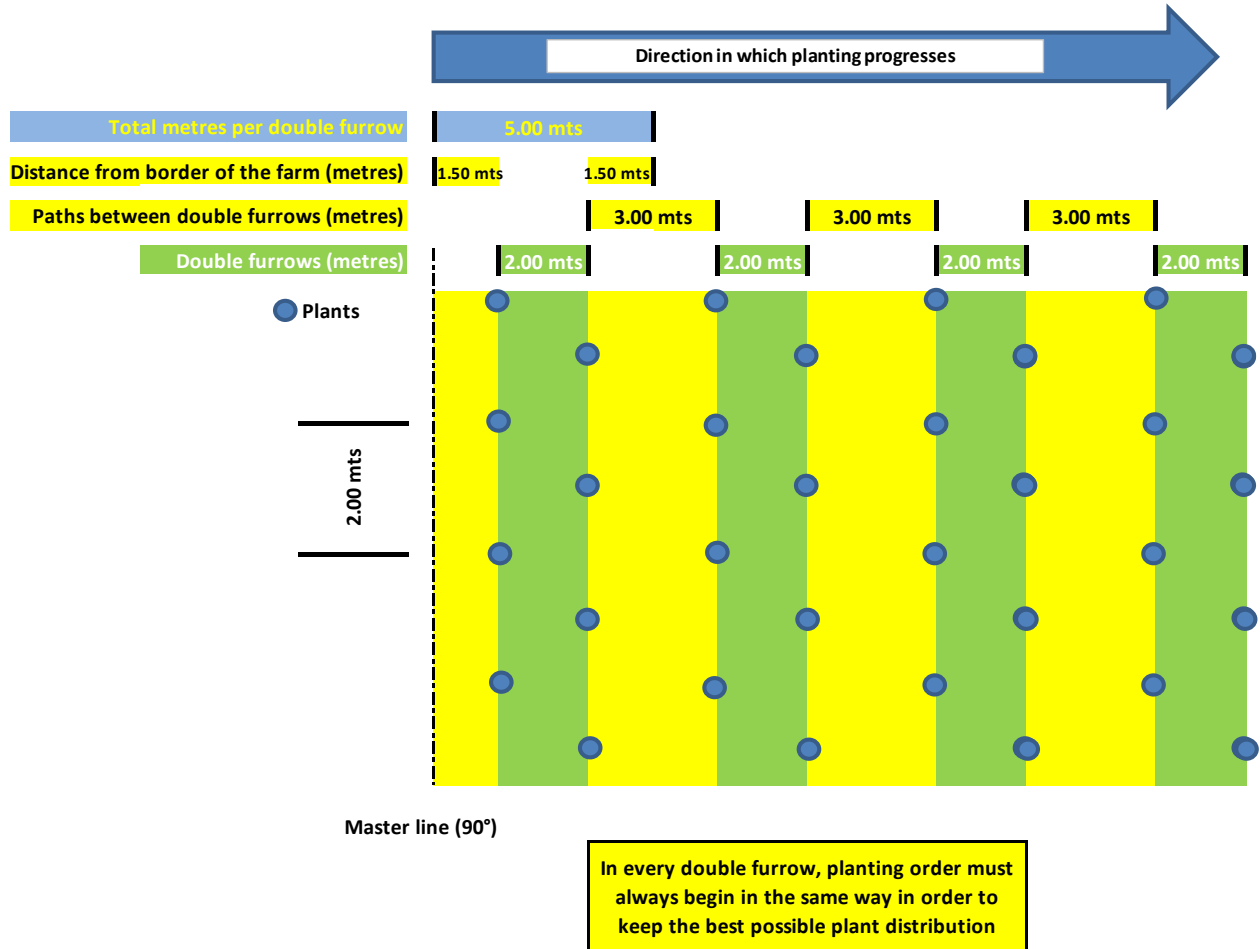 Direction in which planting progresses
Total metres per double furrow
5.00 mts
Distance from border of the farm (metres)
1.50 mts
1.50 mts
Paths between double furrows (metres)
3.00 mts
3.00 mts
3.00 mts
Double furrows (metres)
2.00 mts
2.00 mts
2.00 mts
2.00 mts
Plants
2.00 mts
Master line (90°)
In every double furrow, planting order must
always begin in the same way in order to
keep the best possible plant distribution